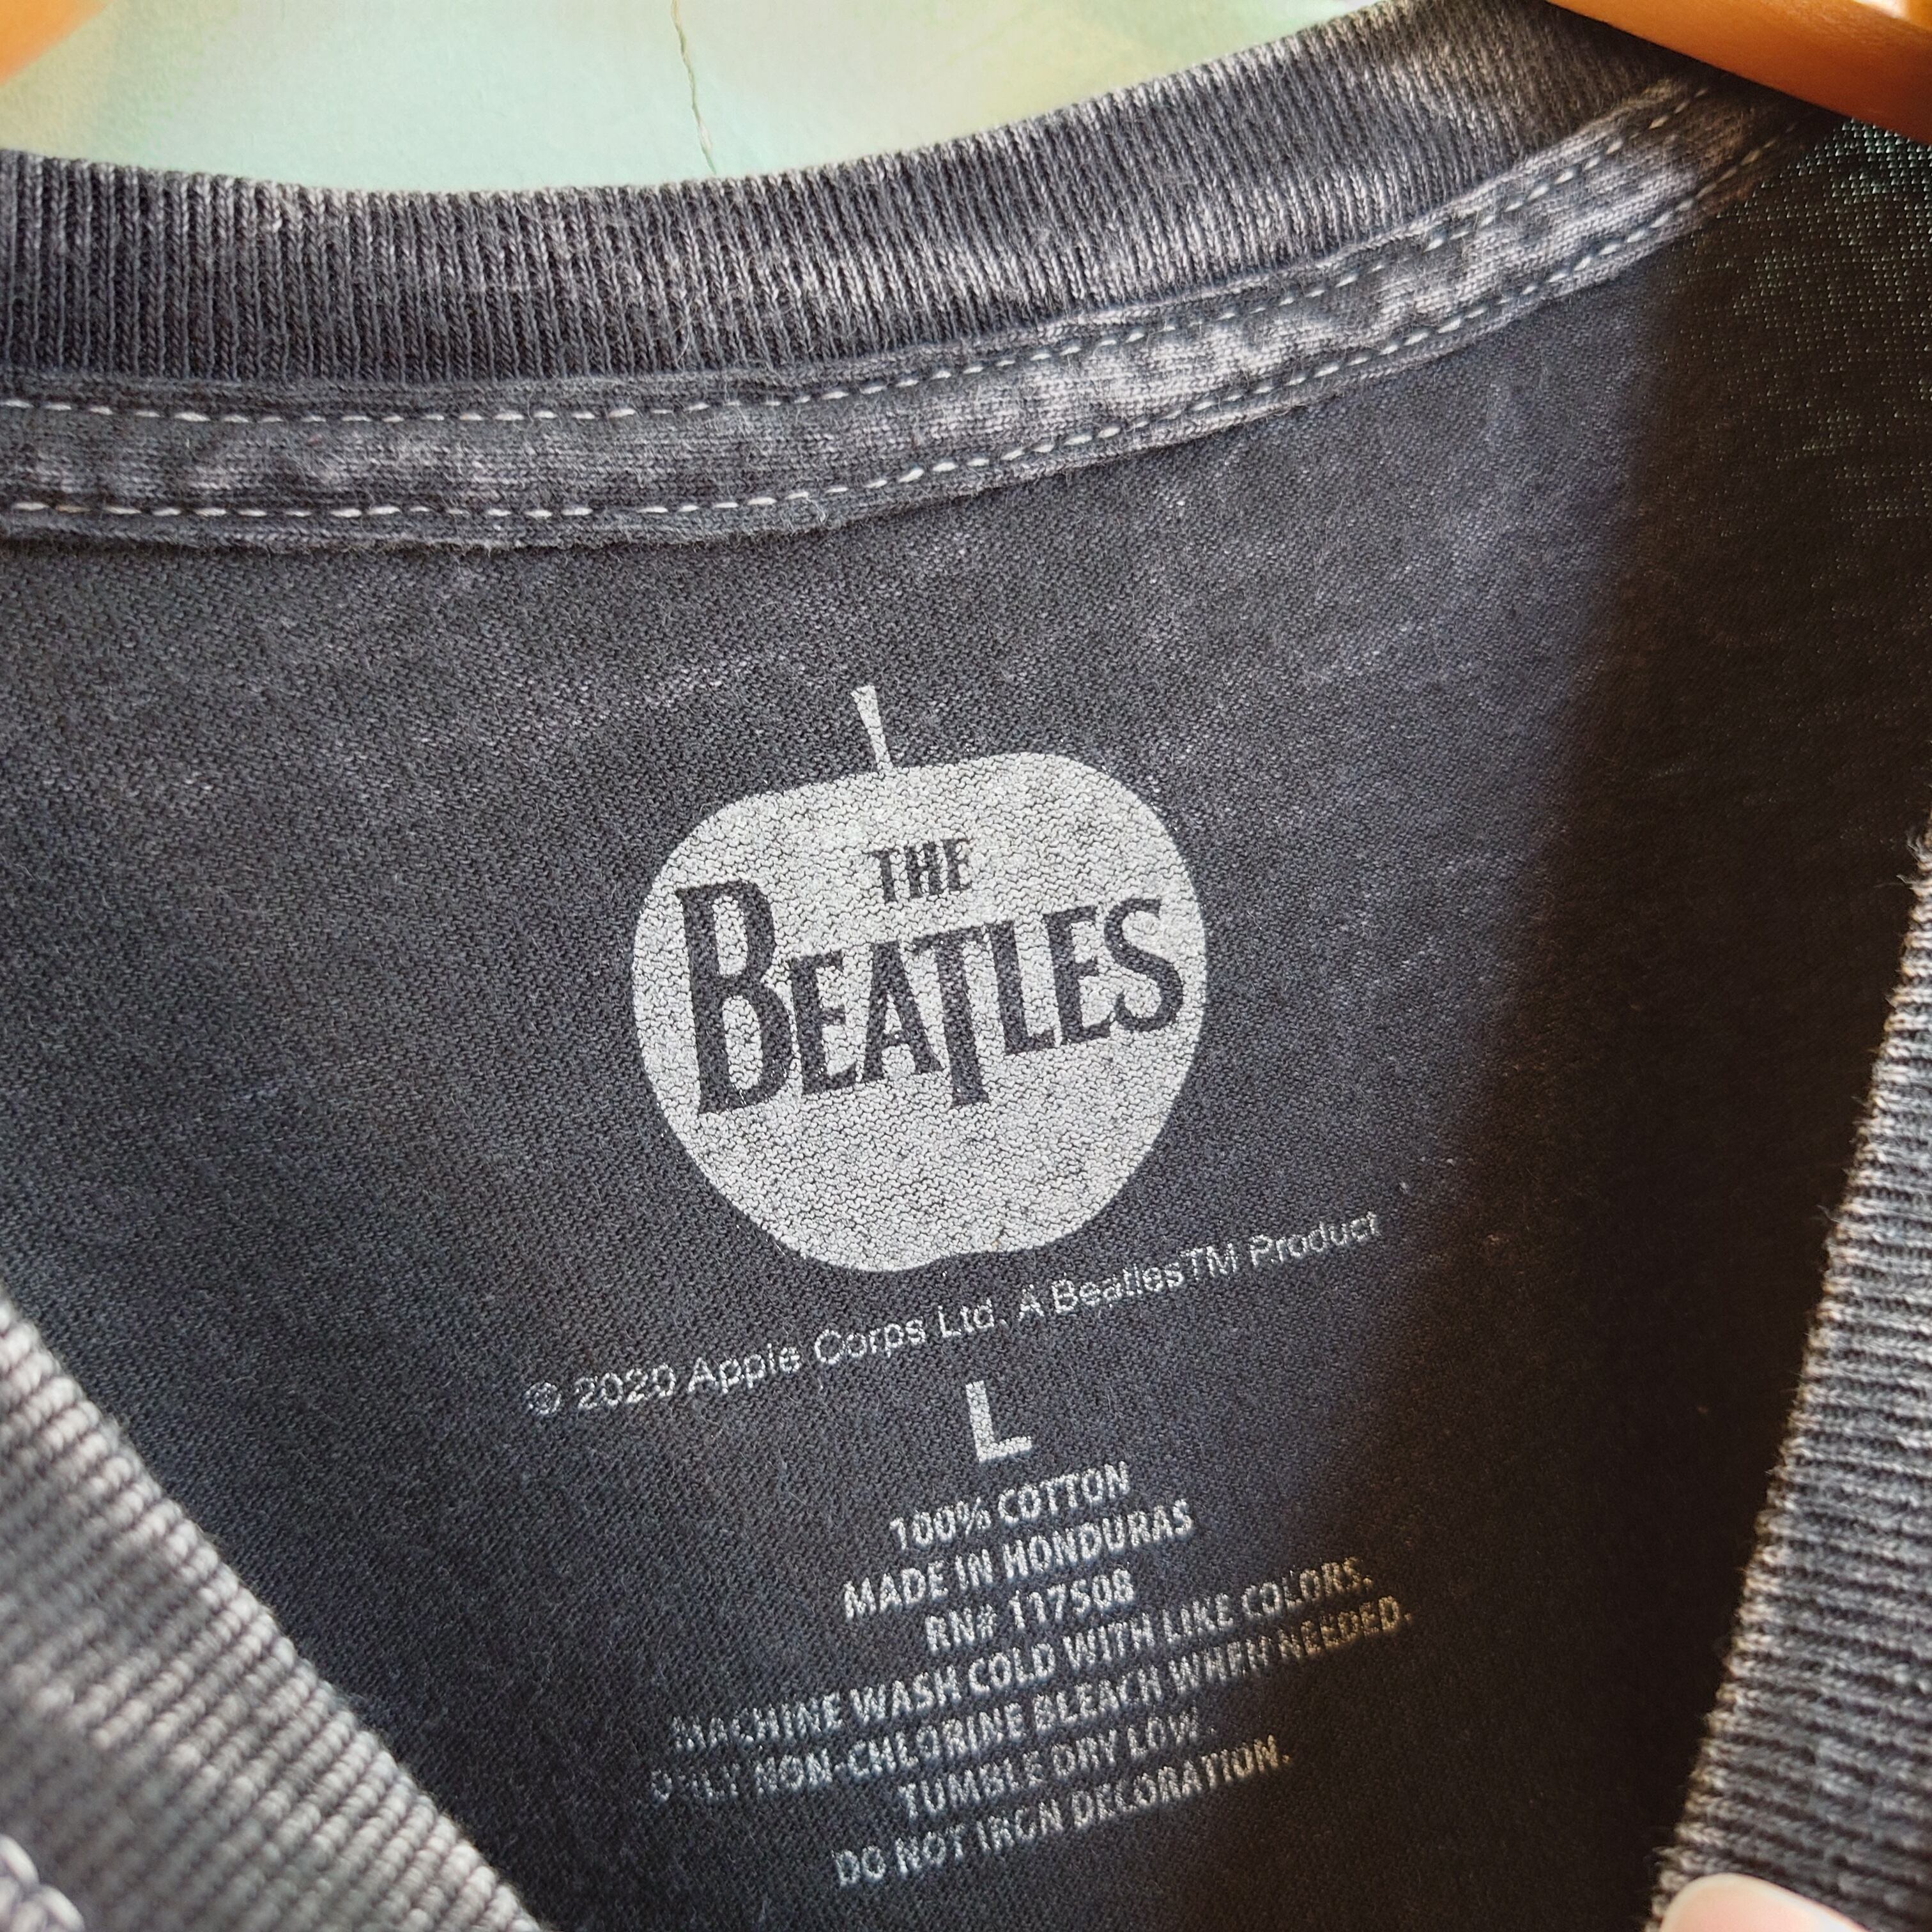 THE
BEATLES
© 2020 Apple Corps Ltd. A Beatles™ Product
L
100% COTTON
MADE IN HONDURAS
RN# 117508
MACHINE WASH COLD WITH LIKE COLORS.
ONLY NON-CHLORINE BLEACH WHEN NEEDED.
TUMBLE DRY LOW.
DO NOT IRON DECORATION.